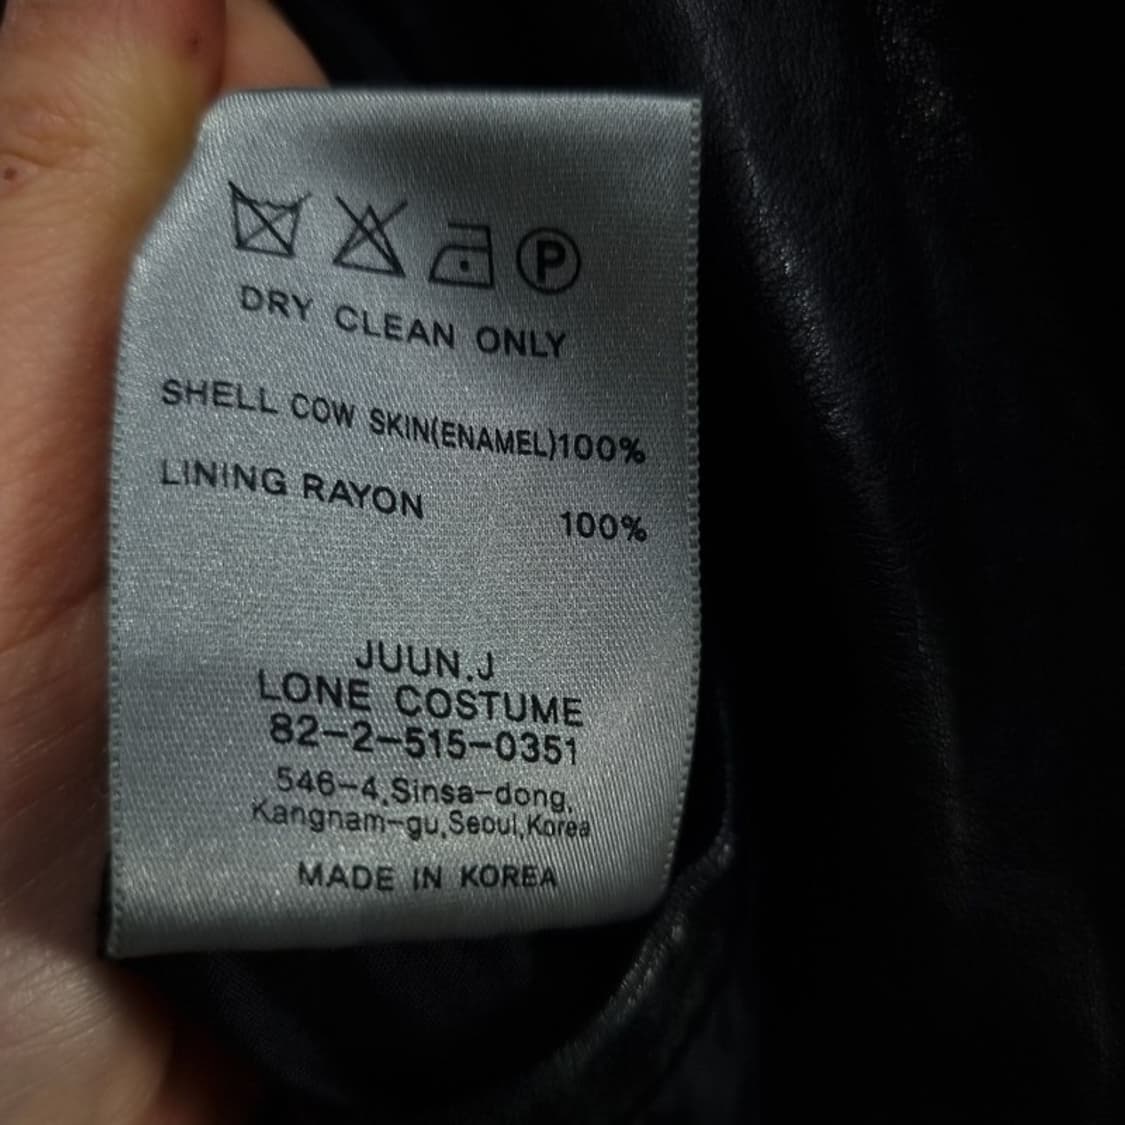 P
DRY CLEAN ONLY
SHELL COW SKIN(ENAMEL)100%
LINING RAYON 100%
JUUN.J
LONE COSTUME
82-2-515-0351
546-4,Sinsa-dong,
Kangnam-gu,Seoul,Korea
MADE IN KOREA